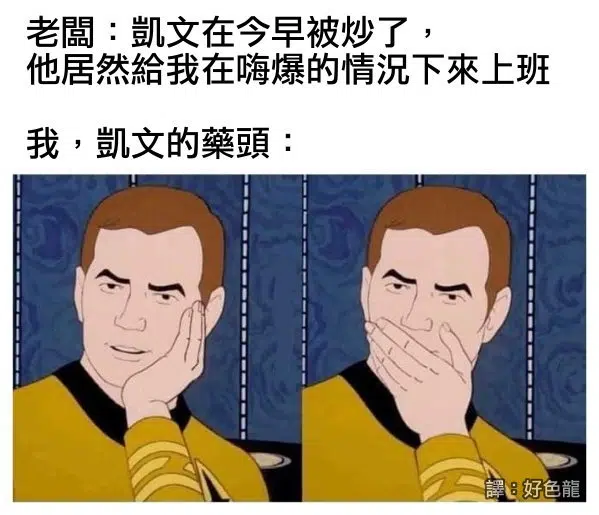 老闆：凱文在今早被炒了，
他居然給我在嗨爆的情況下來上班
我，凱文的藥頭：
譯：好色龍